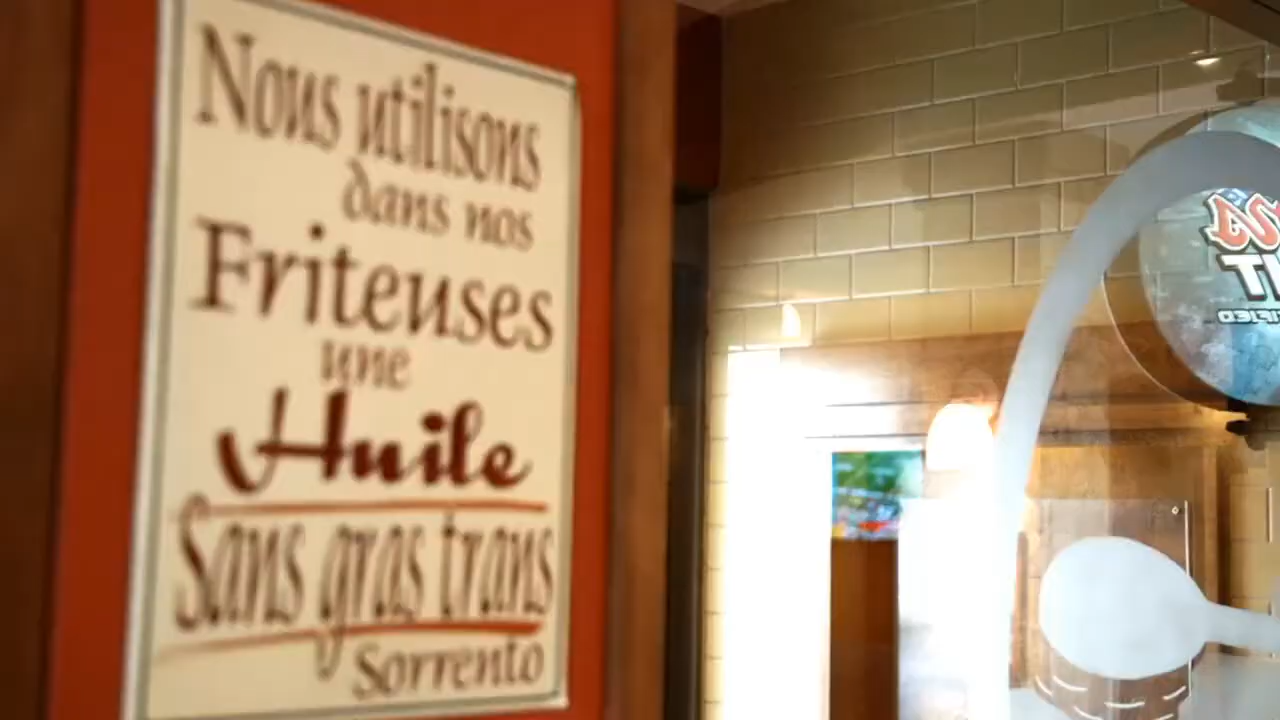 Nous utilisons
dans nos
Friteuses
une
Huile
Sans gras trans
Sorrento